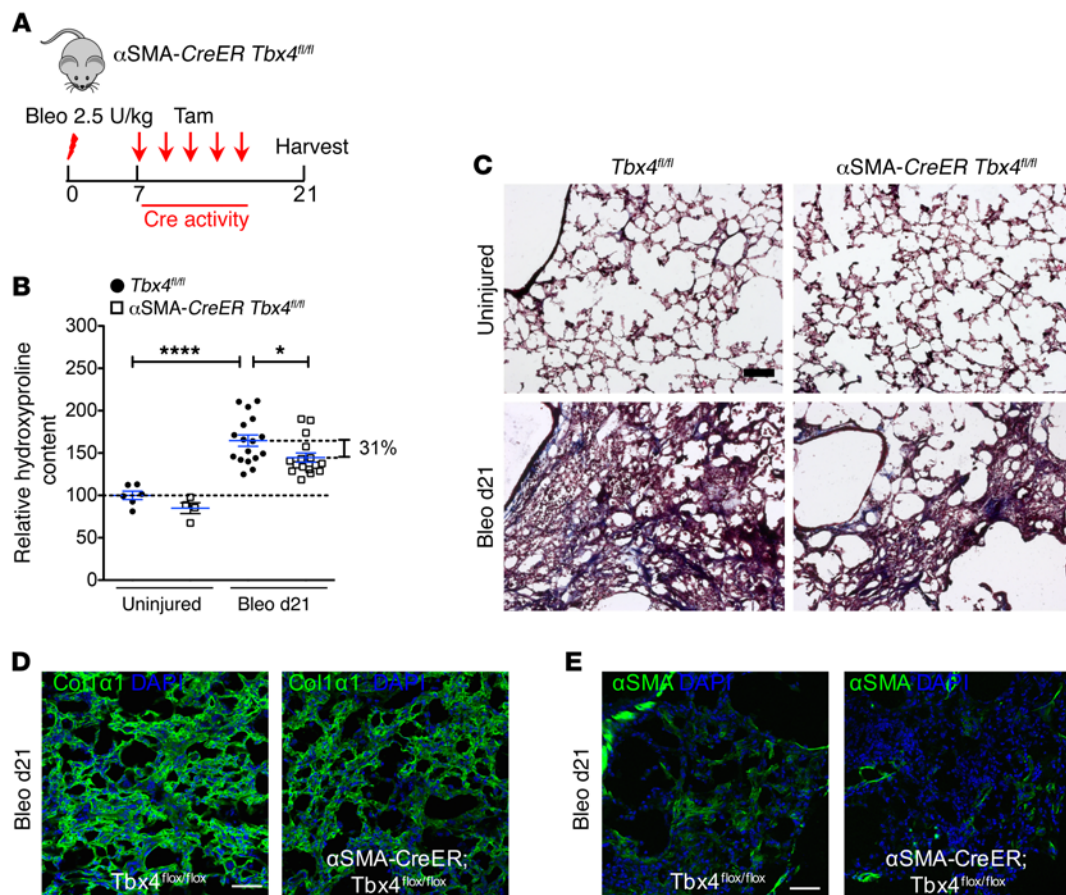 A
αSMA-CreER Tbx4fl/fl
Bleo 2.5 U/kg Tam
Harvest
0 7 21
Cre activity
B
Tbx4fl/fl
αSMA-CreER Tbx4fl/fl
Relative hydroxyproline
content
300
250
200
150
100
50
0
****
*
31%
Uninjured Bleo d21
C
Tbx4fl/fl αSMA-CreER Tbx4fl/fl
Uninjured
Bleo d21
D
Bleo d21
Col1α1 DAPI
Tbx4flox/flox
Col1α1 DAPI
αSMA-CreER;
Tbx4flox/flox
E
Bleo d21
αSMA DAPI
Tbx4flox/flox
αSMA DAPI
αSMA-CreER;
Tbx4flox/flox